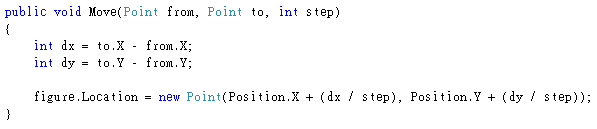 public void Move(Point from, Point to, int step)
{
int dx = to.X - from.X;
int dy = to.Y - from.Y;
figure.Location = new Point(Position.X + (dx / step), Position.Y + (dy / step));
}